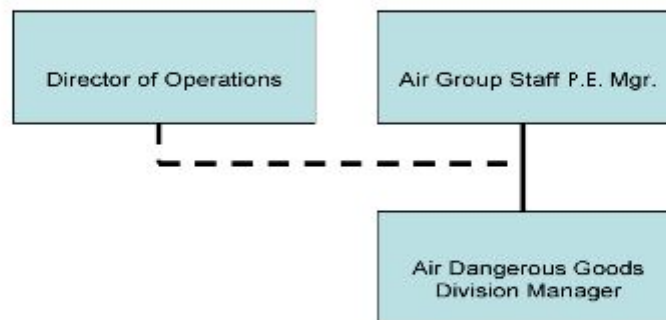 Director of Operations
Air Group Staff P.E. Mgr.
Air Dangerous Goods
Division Manager